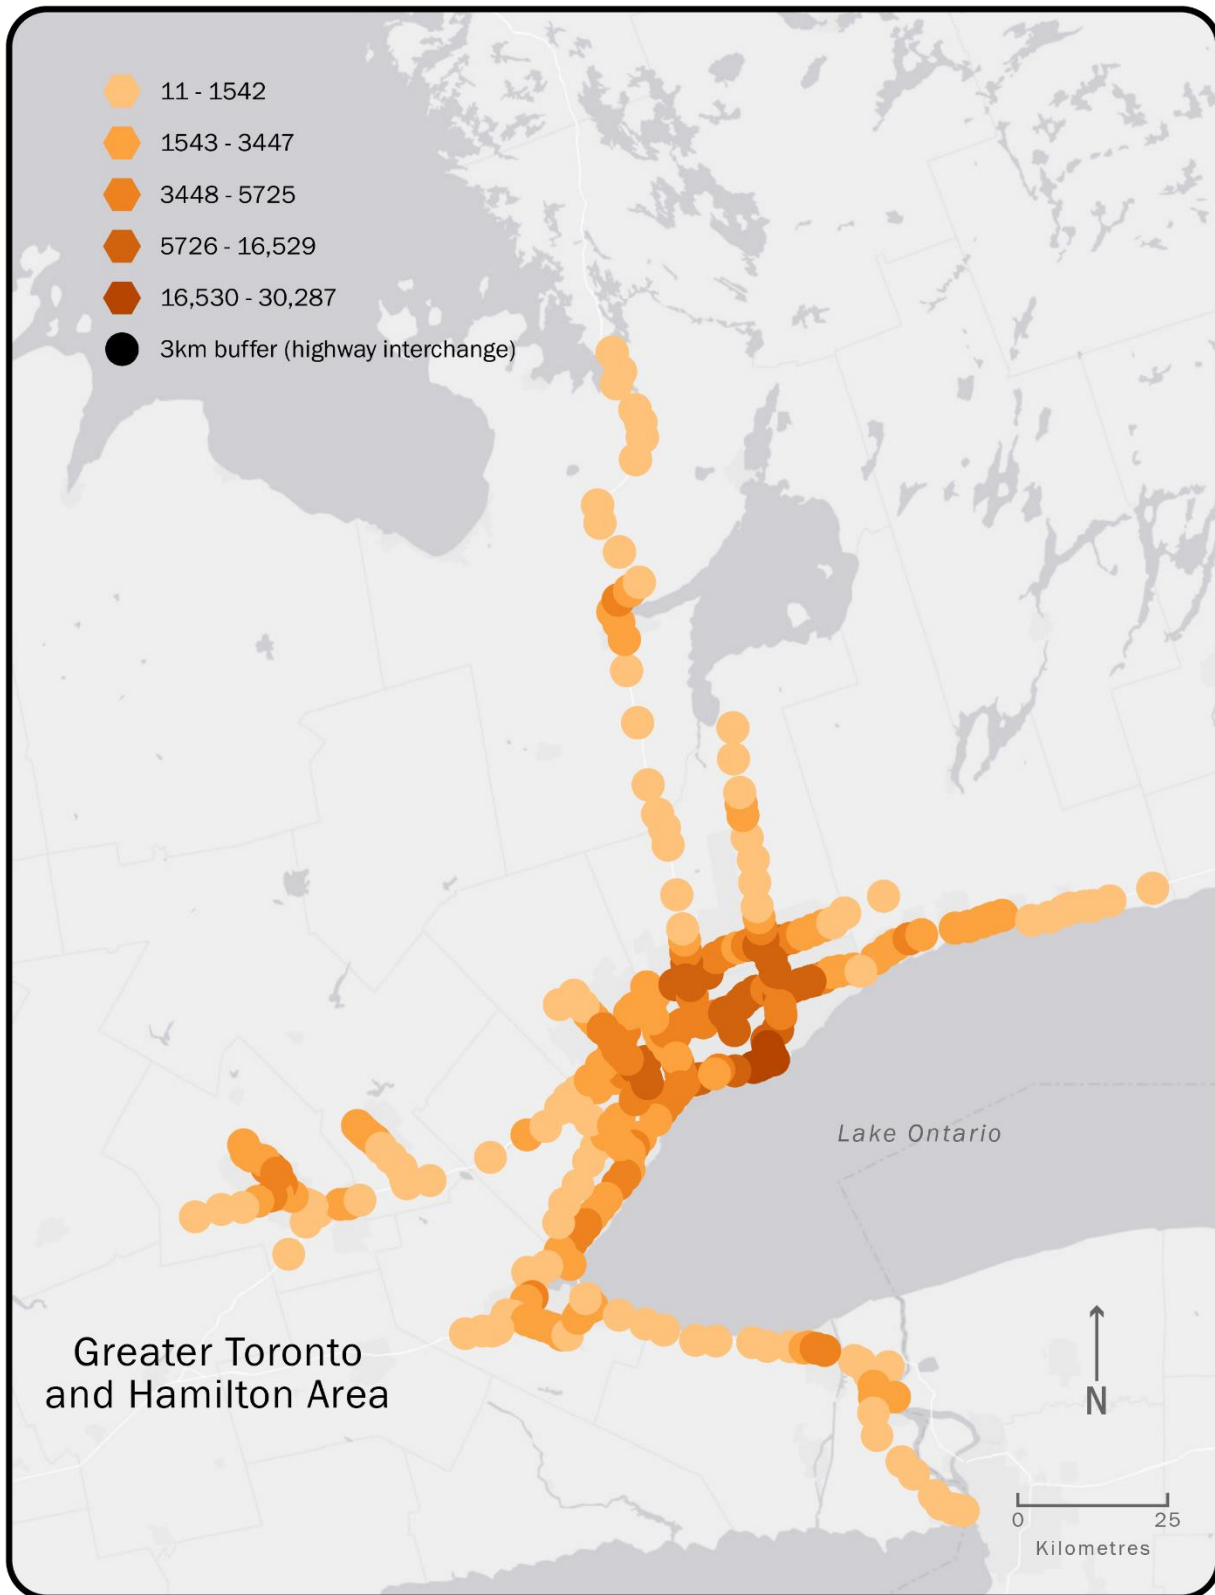 11 - 1542
1543 - 3447
3448 - 5725
5726 - 16,529
16,530 - 30,287
3km buffer (highway interchange)
Lake Ontario
Greater Toronto
and Hamilton Area
N
0 25
Kilometres